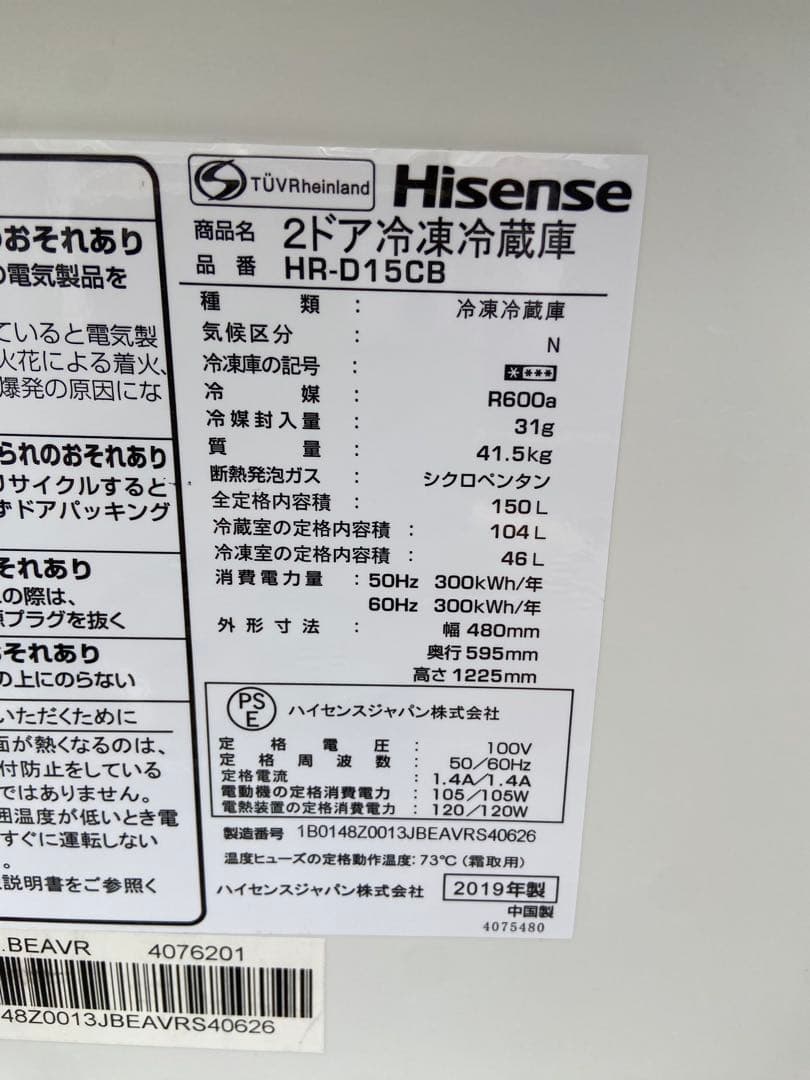 のおそれあり
の電気製品を
ていると電気製
火花による着火、
爆発の原因にな
られのおそれあり
リサイクルすると
ずドアパッキング
それあり
の際は、
源プラグを抜く
おそれあり
の上にのらない
いただくために
面が熱くなるのは、
付防止をしている
ではありません。
囲温度が低いとき電
すぐに運転しない
。
説明書をご参照く
TÜVRheinland Hisense
商品名 2ドア冷凍冷蔵庫
品番 HR-D15CB
種類 : 冷凍冷蔵庫
気候区分 : N
冷凍庫の記号 : ****
冷媒 : R600a
冷媒封入量 : 31g
質量 : 41.5kg
断熱発泡ガス : シクロペンタン
全定格内容積 : 150L
冷蔵室の定格内容積 : 104L
冷凍室の定格内容積 : 46L
消費電力量 : 50Hz 300kWh/年
60Hz 300kWh/年
外形寸法 : 幅 480mm
奥行 595mm
高さ 1225mm
PSE ハイセンスジャパン株式会社
定格電圧 : 100V
定格周波数 : 50/60Hz
定格電流 : 1.4A/1.4A
電動機の定格消費電力 : 105/105W
電熱装置の定格消費電力 : 120/120W
製造番号 1B0148Z0013JBEAVRS40626
温度ヒューズの定格動作温度:73℃(霜取用)
ハイセンスジャパン株式会社 2019年製
中国製
4075480
.BEAVR 4076201
48Z0013JBEAVRS40626